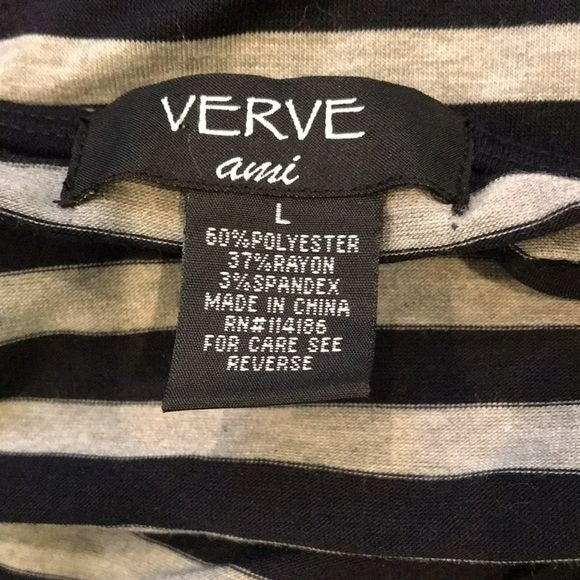 VERVE
ami
L
60%POLYESTER
37%RAYON
3%SPANDEX
MADE IN CHINA
RN#114186
FOR CARE SEE
REVERSE